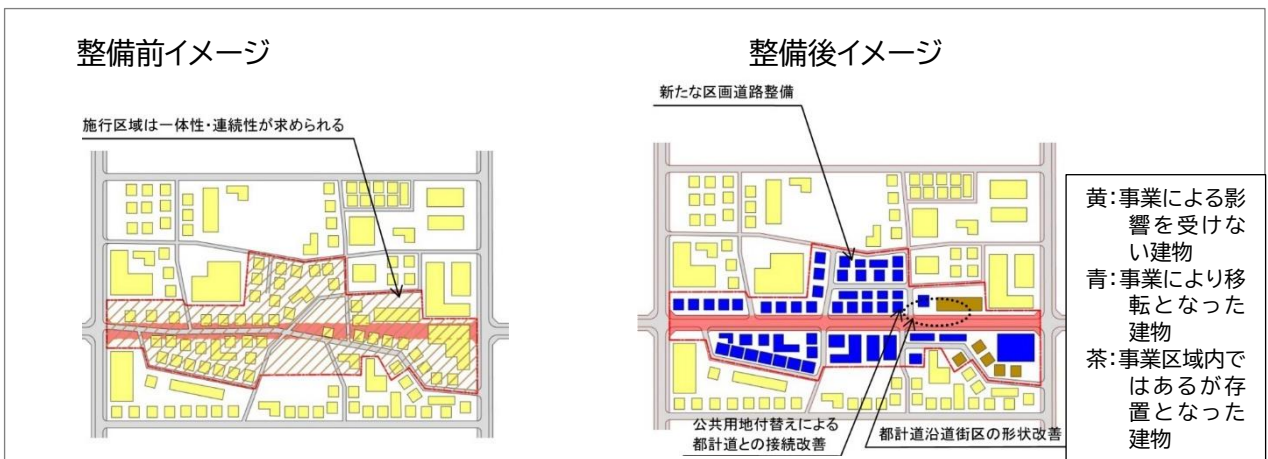 整備前イメージ
整備後イメージ
新たな区画道路整備
施行区域は一体性・連続性が求められる
黄：事業による影
響を受けな
い建物
青：事業により移
転となった
建物
茶：事業区域内で
はあるが存
置となった
建物
公共用地付替えによる
都計道との接続改善
都計道沿道街区の形状改善